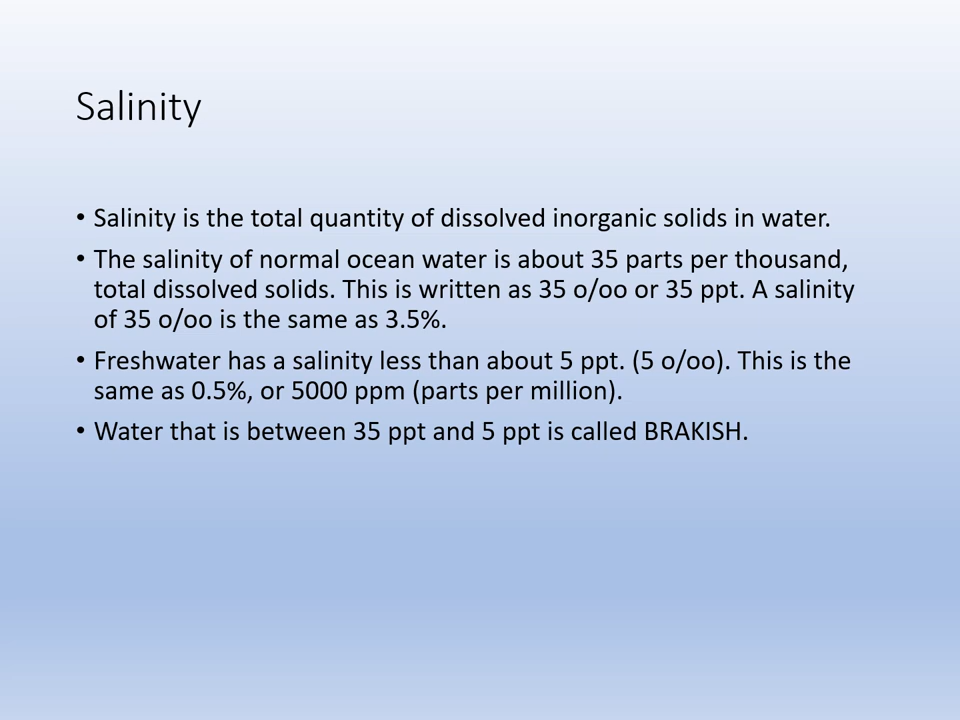 Salinity
• Salinity is the total quantity of dissolved inorganic solids in water.
• The salinity of normal ocean water is about 35 parts per thousand,
total dissolved solids. This is written as 35 o/oo or 35 ppt. A salinity
of 35 o/oo is the same as 3.5%.
• Freshwater has a salinity less than about 5 ppt. (5 o/oo). This is the
same as 0.5%, or 5000 ppm (parts per million).
• Water that is between 35 ppt and 5 ppt is called BRAKISH.